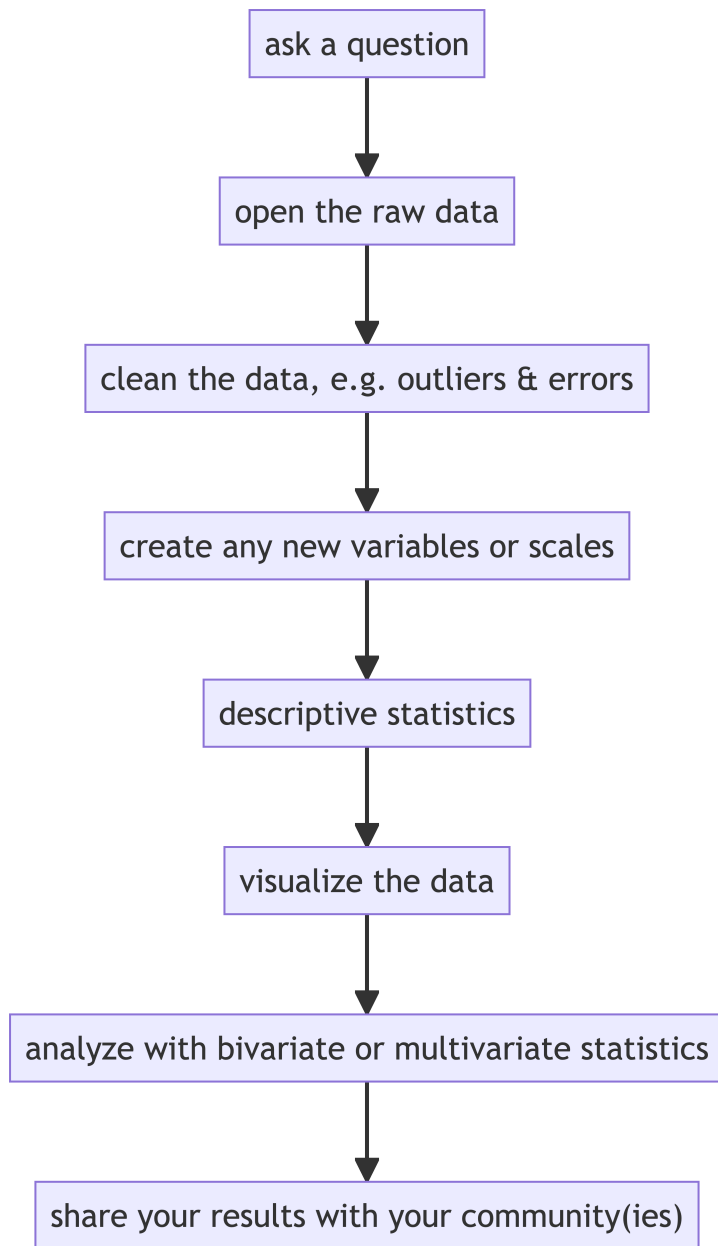 ask a question
open the raw data
clean the data, e.g. outliers & errors
create any new variables or scales
descriptive statistics
visualize the data
analyze with bivariate or multivariate statistics
share your results with your community(ies)